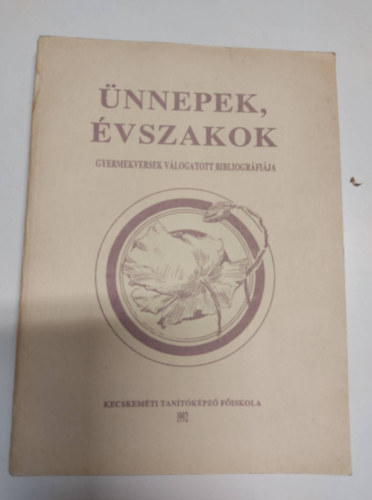 ÜNNEPEK,
ÉVSZAKOK
GYERMEKVERSEK VÁLOGATOTT BIBLIOGRÁFIÁJA
KECSKEMÉTI TANÍTÓKÉPZŐ FŐISKOLA
1992